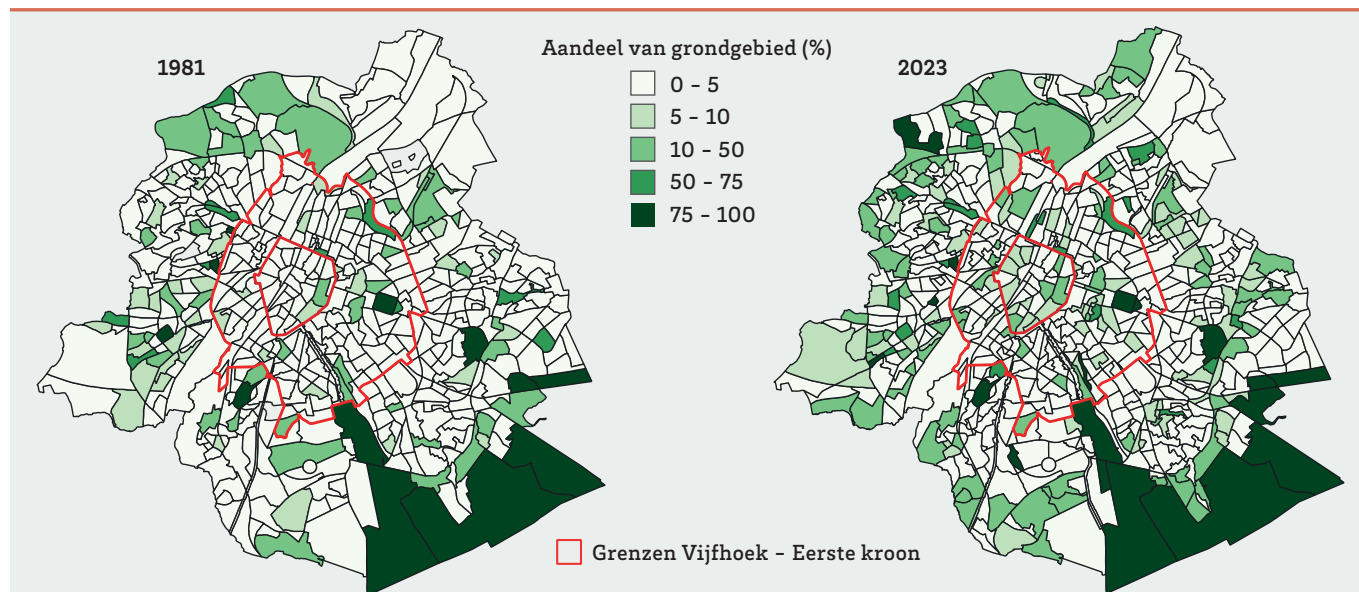 1981
Aandeel van grondgebied (%)
0 - 5
5 - 10
10 - 50
50 - 75
75 - 100
2023
Grenzen Vijfhoek – Eerste kroon